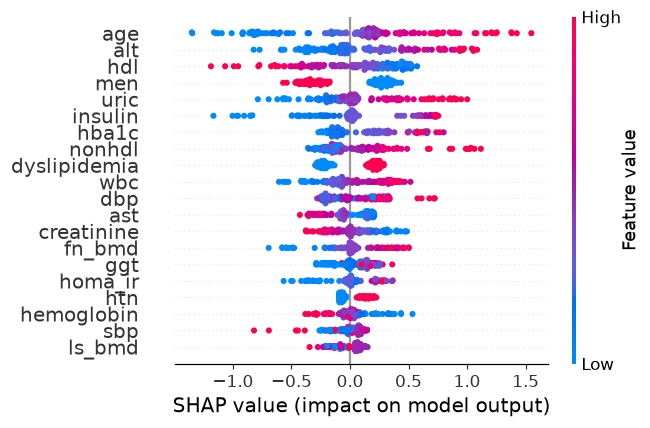 High
age
alt
hdl
men
uric
insulin
hba1c
nonhdl
dyslipidemia
wbc
dbp
ast
creatinine
fn_bmd
ggt
homa_ir
htn
hemoglobin
sbp
ls_bmd
Feature value
Low
−1.0 −0.5 0.0 0.5 1.0 1.5
SHAP value (impact on model output)